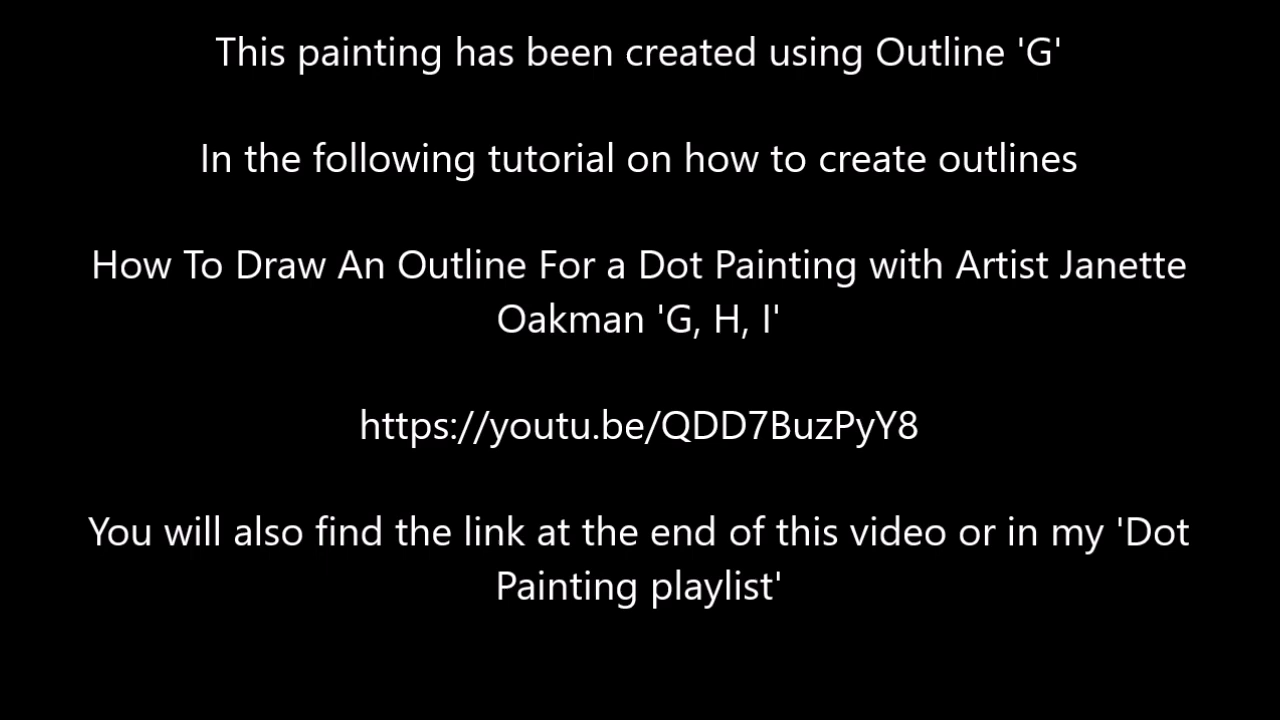 This painting has been created using Outline 'G'
In the following tutorial on how to create outlines
How To Draw An Outline For a Dot Painting with Artist Janette
Oakman 'G, H, I'
https://youtu.be/QDD7BuzPyY8
You will also find the link at the end of this video or in my 'Dot
Painting playlist'